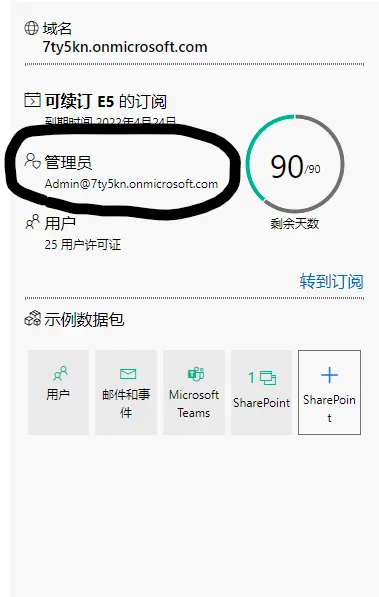 域名
7ty5kn.onmicrosoft.com
可续订 E5 的订阅
到期时间 2022年4月24日
管理员
Admin@7ty5kn.onmicrosoft.com
90/90
剩余天数
用户
25 用户许可证
转到订阅
示例数据包
用户
邮件和事
件
Microsoft
Teams
1
SharePoint
SharePoin
t